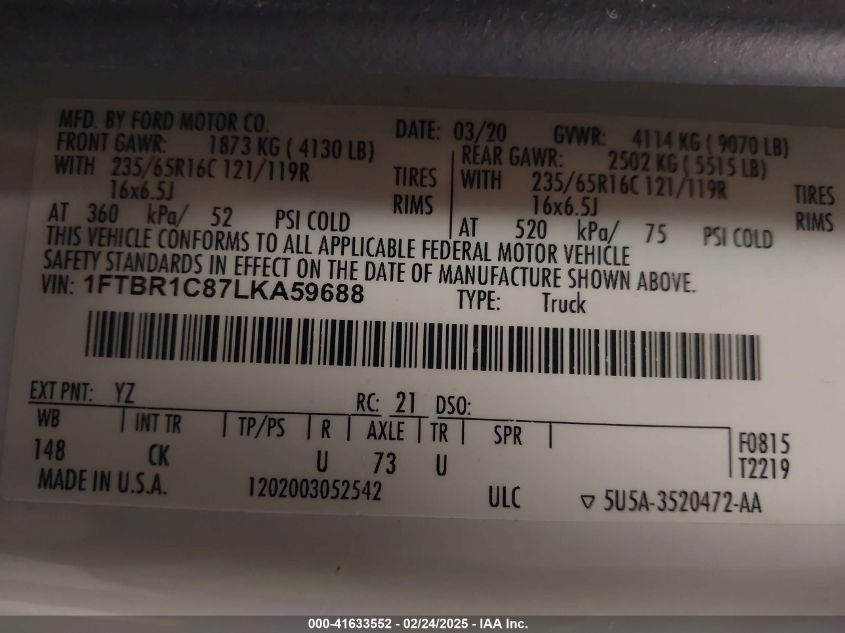 MFD. BY FORD MOTOR CO. DATE: 03/20 GVWR: 4114 KG ( 9070 LB)
FRONT GAWR: 1873 KG ( 4130 LB) REAR GAWR: 2502 KG ( 5515 LB)
WITH 235/65R16C 121/119R TIRES WITH 235/65R16C 121/119R TIRES
16x6.5J RIMS 16x6.5J RIMS
AT 360 kPa/ 52 PSI COLD AT 520 kPa/ 75 PSI COLD
THIS VEHICLE CONFORMS TO ALL APPLICABLE FEDERAL MOTOR VEHICLE
SAFETY STANDARDS IN EFFECT ON THE DATE OF MANUFACTURE SHOWN ABOVE.
VIN: 1FTBR1C87LKA59688 TYPE: Truck
EXT PNT: YZ RC: 21 DSO:
WB INT TR TP/PS R AXLE TR SPR F0815
148 CK U 73 U T2219
MADE IN U.S.A. 1202003052542 ULC 5U5A-3520472-AA
000-41633552 / 02/24/2025 - IAA Inc.